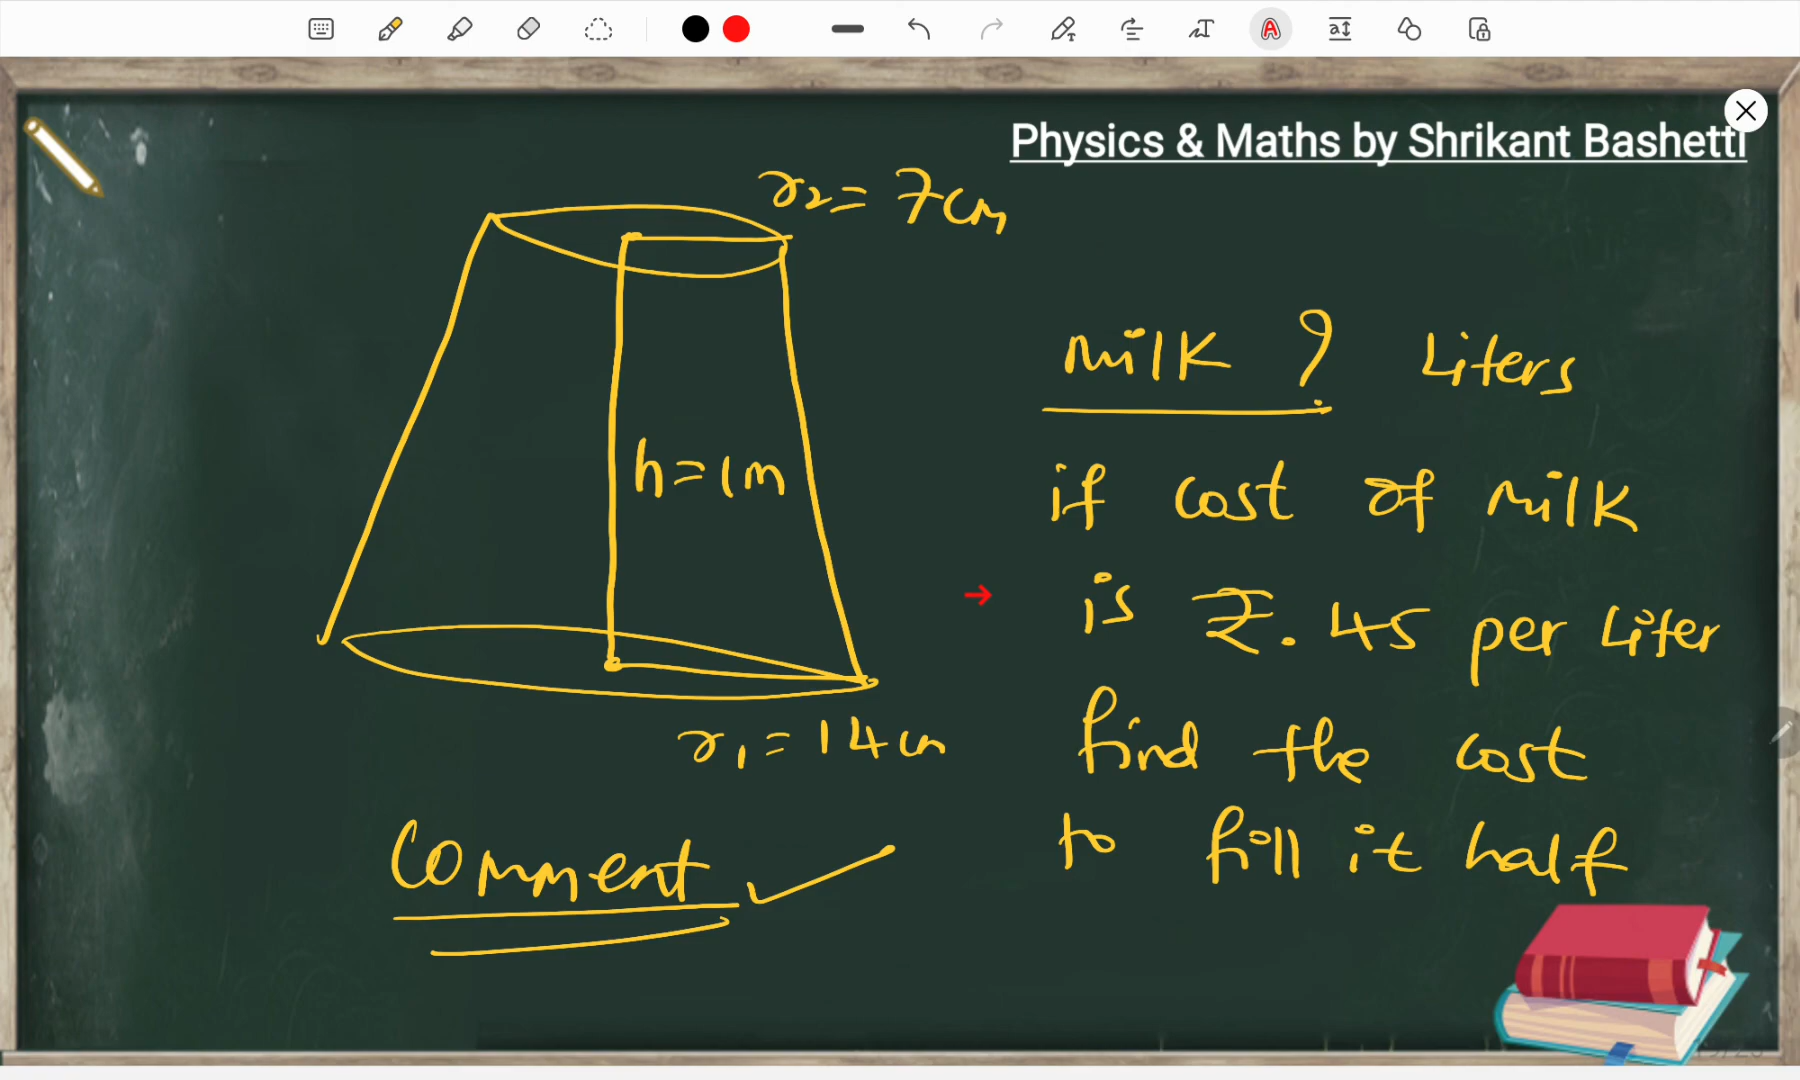 Physics & Maths by Shrikant Bashetti
r2 = 7cm
milk ? Liters
h = 1m
if cost of milk
is ₹. 45 per Liter
r1 = 14cm
find the cost
to fill it half
Comment